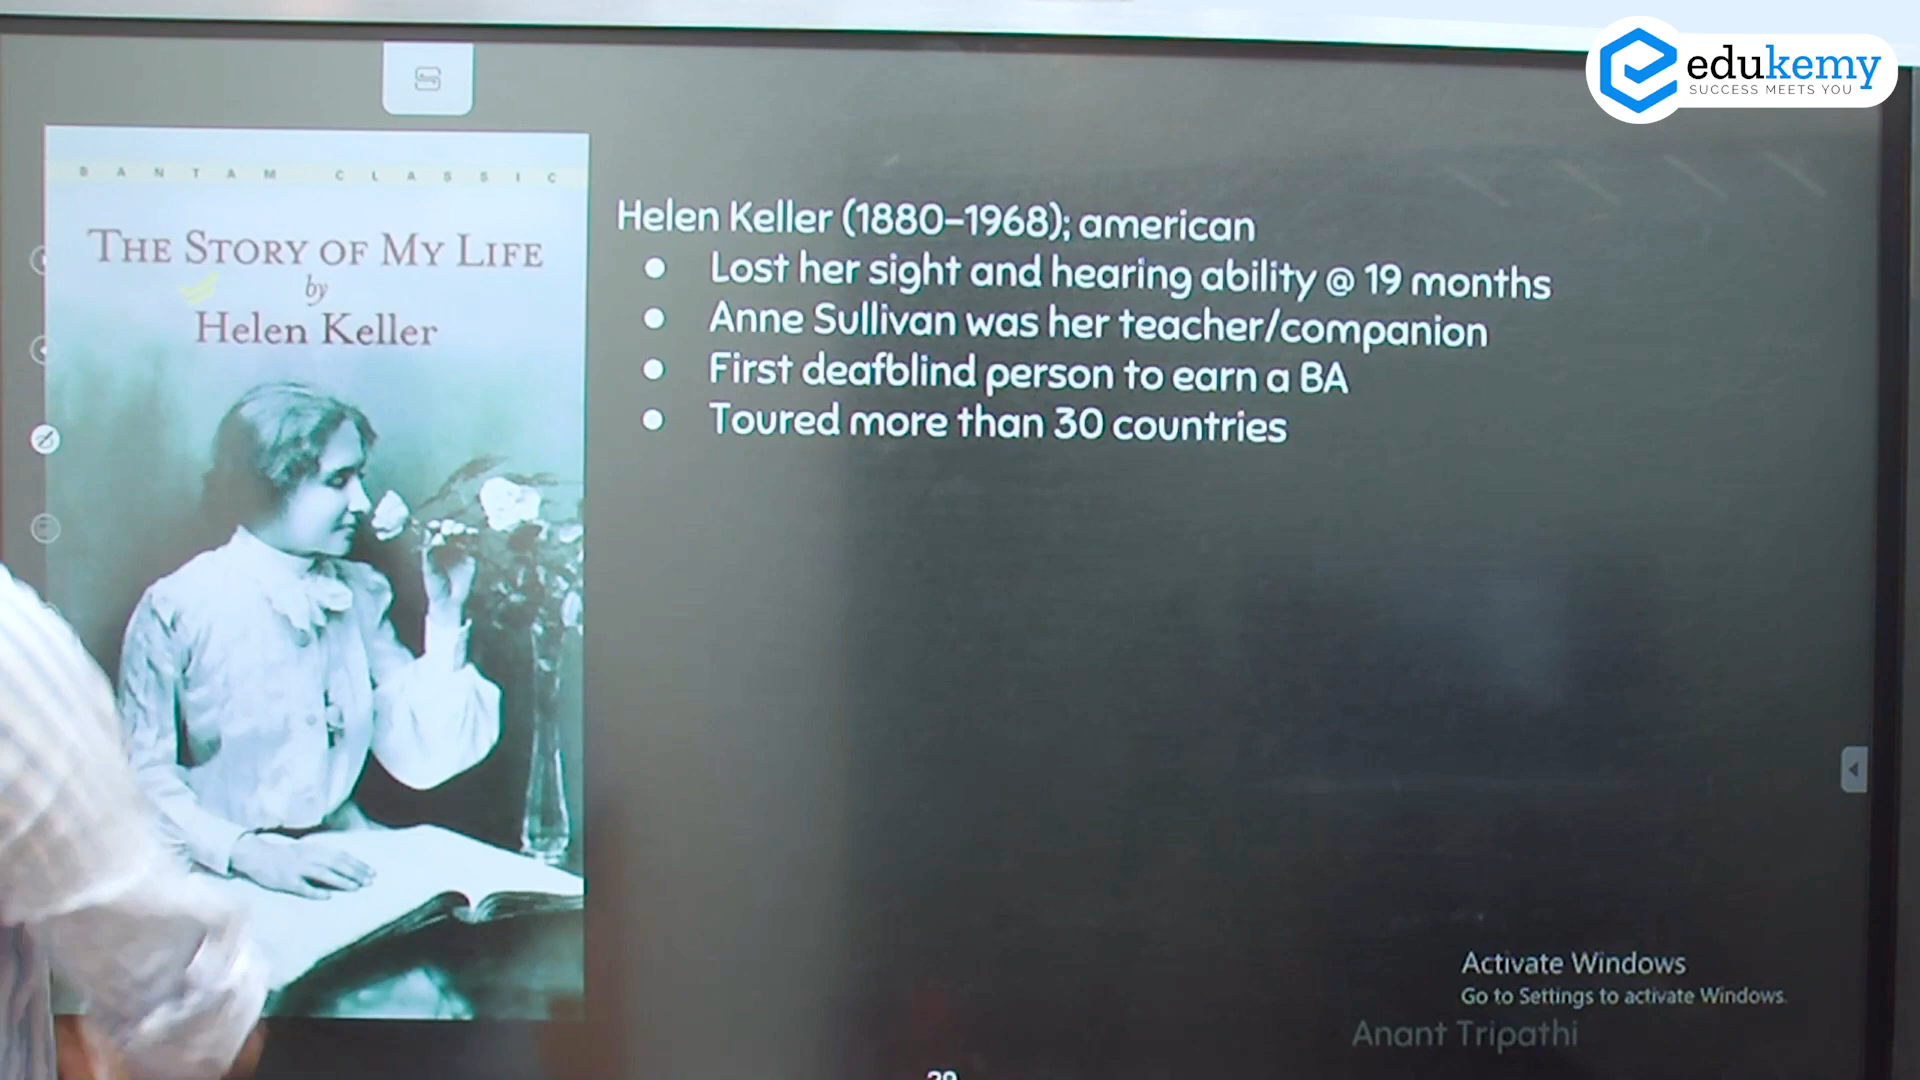 edukemy
SUCCESS MEETS YOU
BANTAM CLASSIC
THE STORY OF MY LIFE
by
Helen Keller
Helen Keller (1880–1968); american
● Lost her sight and hearing ability @ 19 months
● Anne Sullivan was her teacher/companion
● First deafblind person to earn a BA
● Toured more than 30 countries
Activate Windows
Go to Settings to activate Windows.
Anant Tripathi